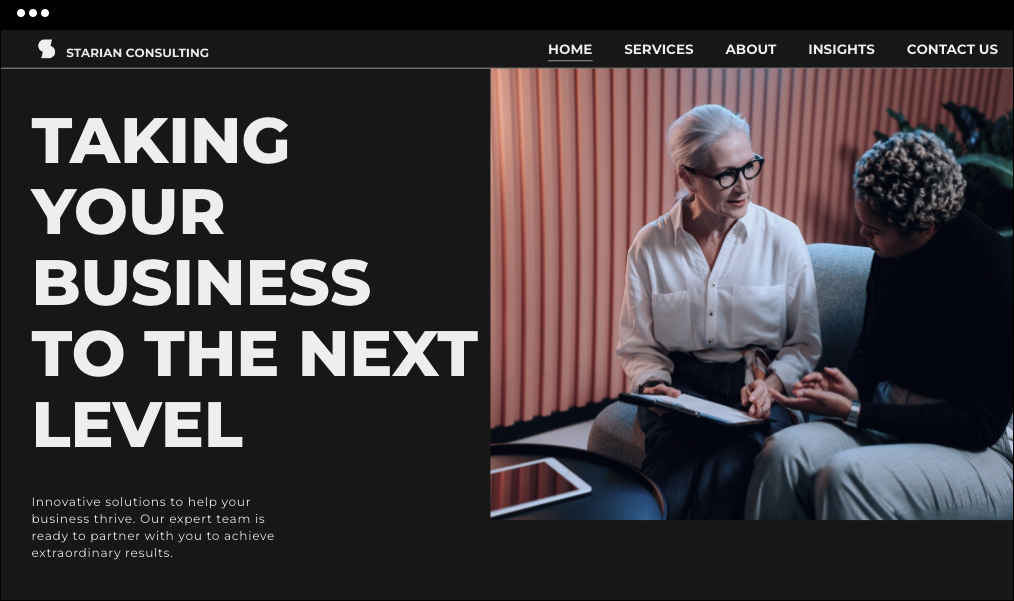 STARIAN CONSULTING
HOME SERVICES ABOUT INSIGHTS CONTACT US
TAKING
YOUR
BUSINESS
TO THE NEXT
LEVEL
Innovative solutions to help your
business thrive. Our expert team is
ready to partner with you to achieve
extraordinary results.